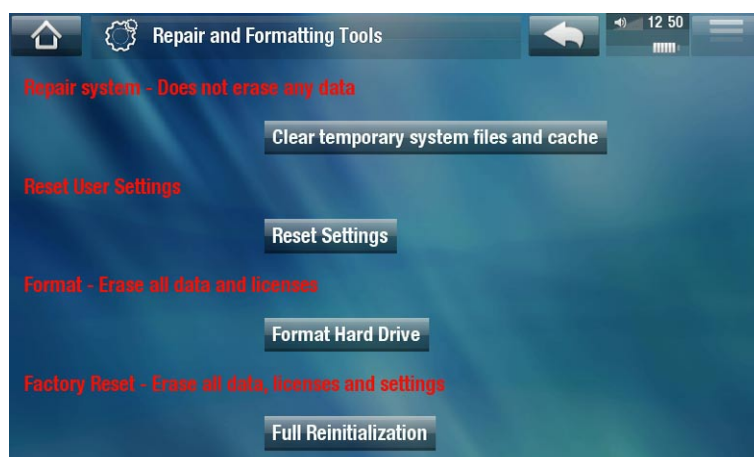 Repair and Formatting Tools
12 50
Repair system - Does not erase any data
Clear temporary system files and cache
Reset User Settings
Reset Settings
Format - Erase all data and licenses
Format Hard Drive
Factory Reset - Erase all data, licenses and settings
Full Reinitialization